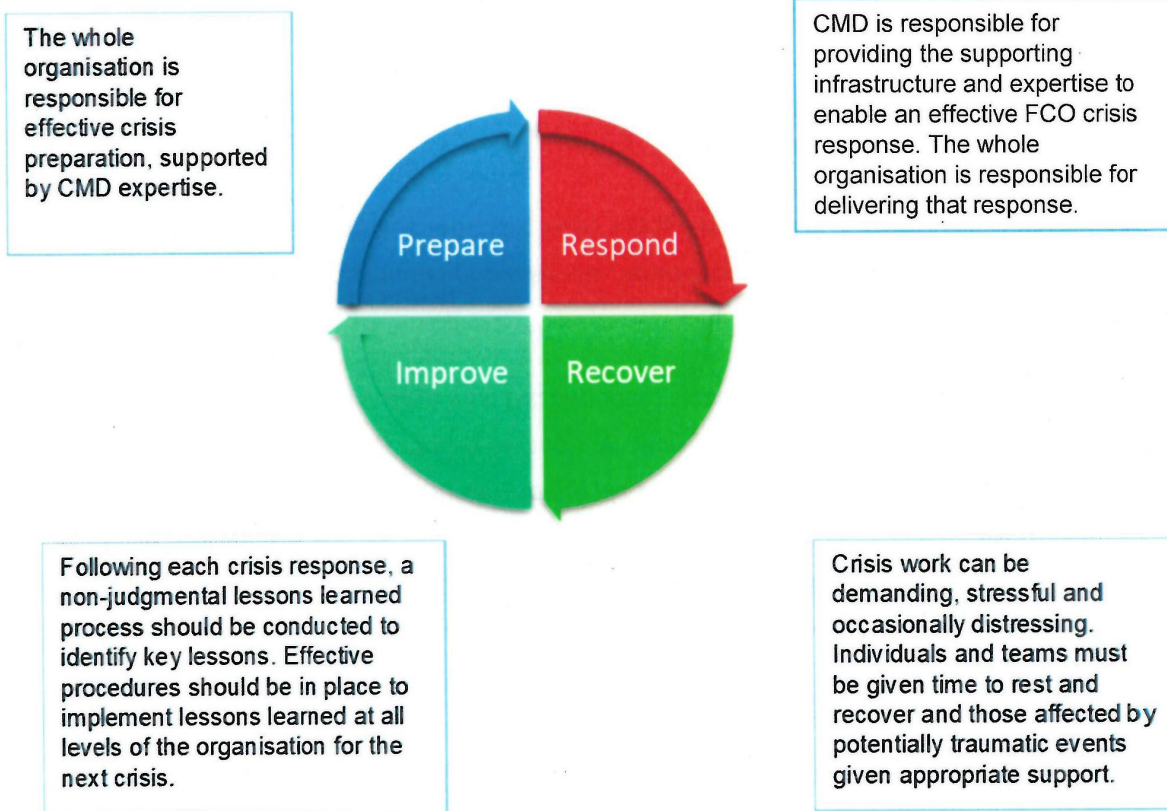 The whole
organisation is
responsible for
effective crisis
preparation, supported
by CMD expertise.
CMD is responsible for
providing the supporting
infrastructure and expertise to
enable an effective FCO crisis
response. The whole
organisation is responsible for
delivering that response.
Prepare
Respond
Improve
Recover
Following each crisis response, a
non-judgmental lessons learned
process should be conducted to
identify key lessons. Effective
procedures should be in place to
implement lessons learned at all
levels of the organisation for the
next crisis.
Crisis work can be
demanding, stressful and
occasionally distressing.
Individuals and teams must
be given time to rest and
recover and those affected by
potentially traumatic events
given appropriate support.